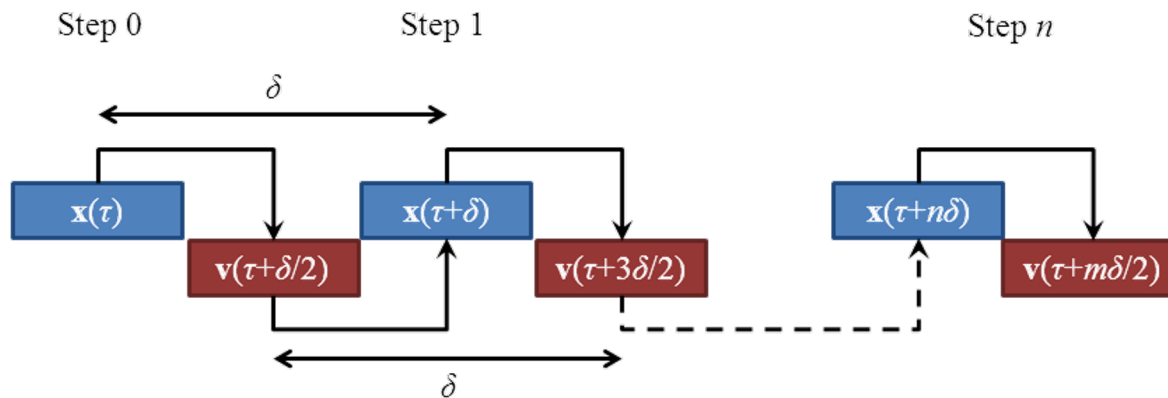 Step 0 Step 1 Step n
δ
x(τ) x(τ+δ) x(τ+nδ)
v(τ+δ/2) v(τ+3δ/2) v(τ+mδ/2)
δ